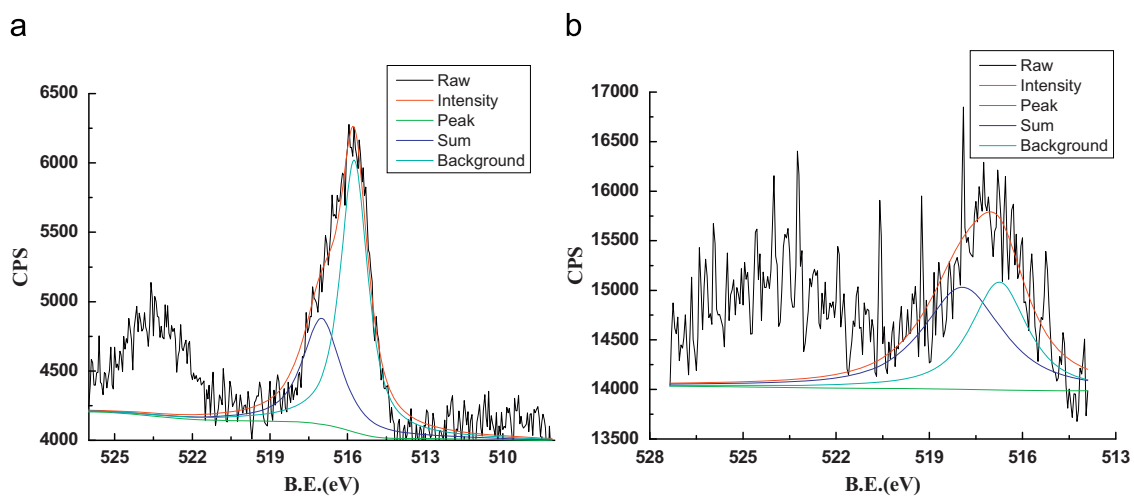 a
Raw
Intensity
Peak
Sum
Background
6500
6000
5500
5000
4500
4000
CPS
525 522 519 516 513 510
B.E.(eV)
b
Raw
Intensity
Peak
Sum
Background
17000
16500
16000
15500
15000
14500
14000
13500
CPS
528 525 522 519 516 513
B.E.(eV)